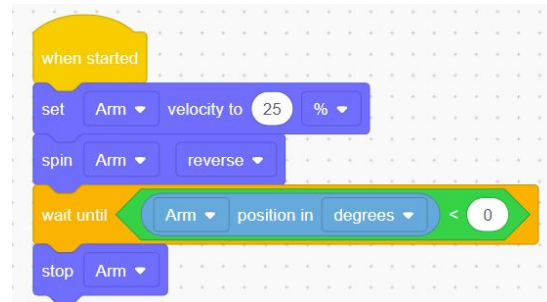 when started
set Arm velocity to 25 %
spin Arm reverse
wait until Arm position in degrees < 0
stop Arm